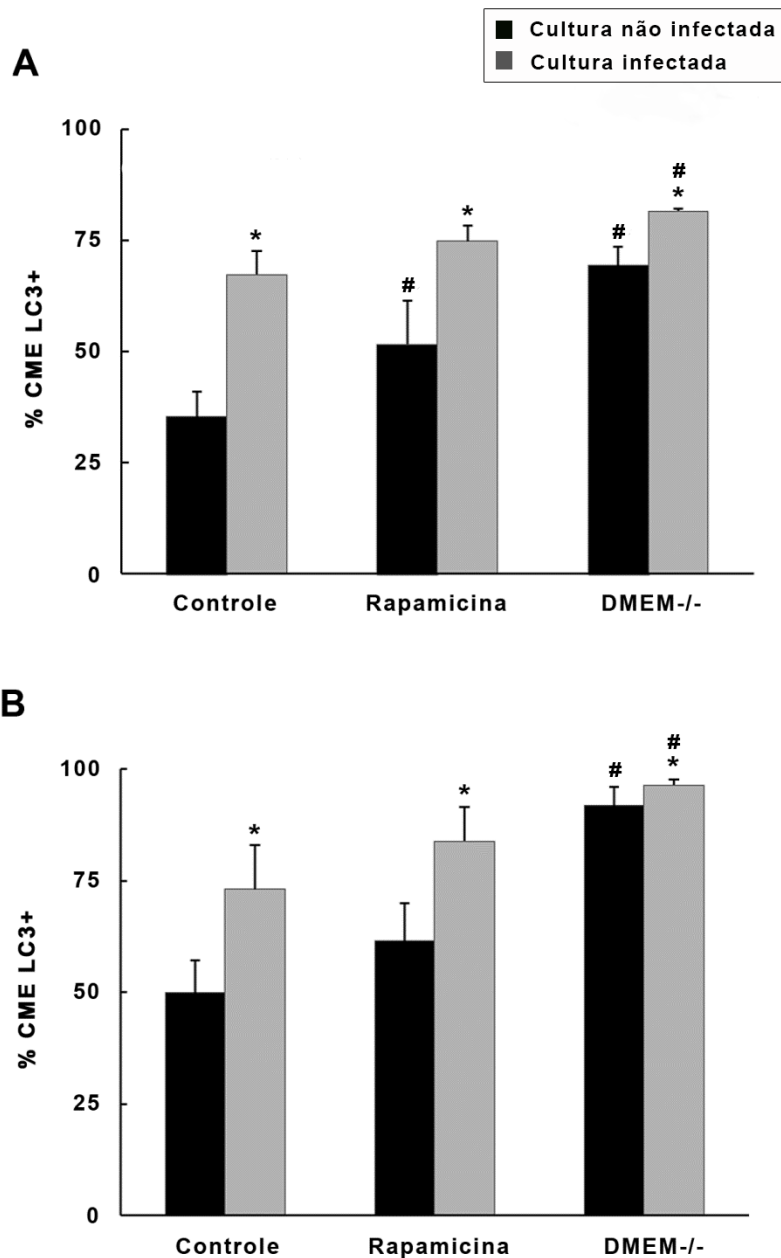 Cultura não infectada
Cultura infectada
A
100
75
50
25
0
% CME LC3+
* # * # # *
Controle Rapamicina DMEM-/-
B
100
75
50
25
0
% CME LC3+
* * # # *
Controle Rapamicina DMEM-/-